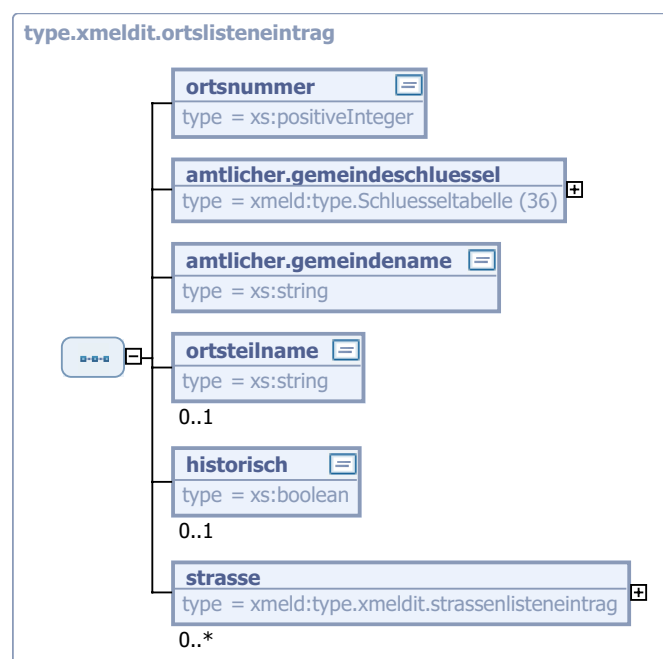 type.xmeldit.ortslisteneintrag
ortsnummer
type = xs:positiveInteger
amtlicher.gemeindeschluessel
type = xmeld:type.Schluesseltabelle (36)
amtlicher.gemeindename
type = xs:string
ortsteilname
type = xs:string
0..1
historisch
type = xs:boolean
0..1
strasse
type = xmeld:type.xmeldit.strassenlisteneintrag
0..*